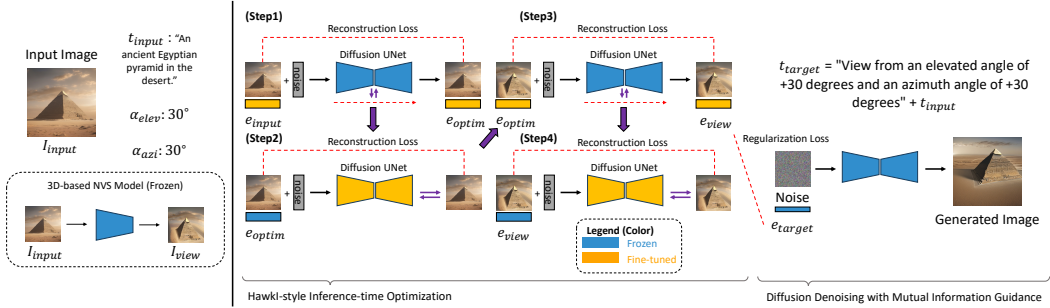 Input Image
t_input : “An
ancient Egyptian
pyramid in the
desert.”
α_elev: 30°
α_azi: 30°
I_input
3D-based NVS Model (Frozen)
I_input
I_view
(Step1)
Reconstruction Loss
Diffusion UNet
+
noise
e_input
e_optim
(Step2)
Reconstruction Loss
Diffusion UNet
+
noise
e_optim
(Step3)
Reconstruction Loss
Diffusion UNet
+
noise
e_optim
e_view
(Step4)
Reconstruction Loss
Diffusion UNet
+
noise
e_view
Legend (Color)
Frozen
Fine-tuned
HawkI-style Inference-time Optimization
t_target = "View from an elevated angle of
+30 degrees and an azimuth angle of +30
degrees" + t_input
Regularization Loss
Noise
e_target
Generated Image
Diffusion Denoising with Mutual Information Guidance